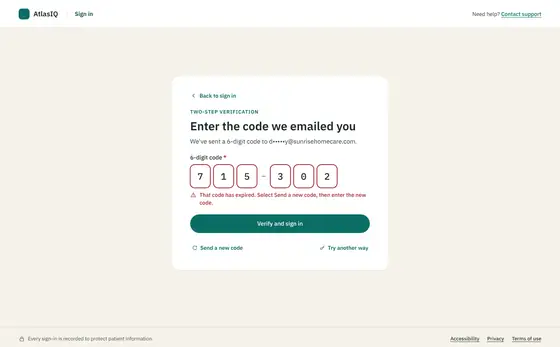 AtlasIQ
Sign in
Need help? Contact support
Back to sign in
TWO-STEP VERIFICATION
Enter the code we emailed you
We've sent a 6-digit code to d•••••y@sunrisehomecare.com.
6-digit code *
7 1 5 – 3 0 2
That code has expired. Select Send a new code, then enter the new
code.
Verify and sign in
Send a new code
Try another way
Every sign-in is recorded to protect patient information.
Accessibility
Privacy
Terms of use